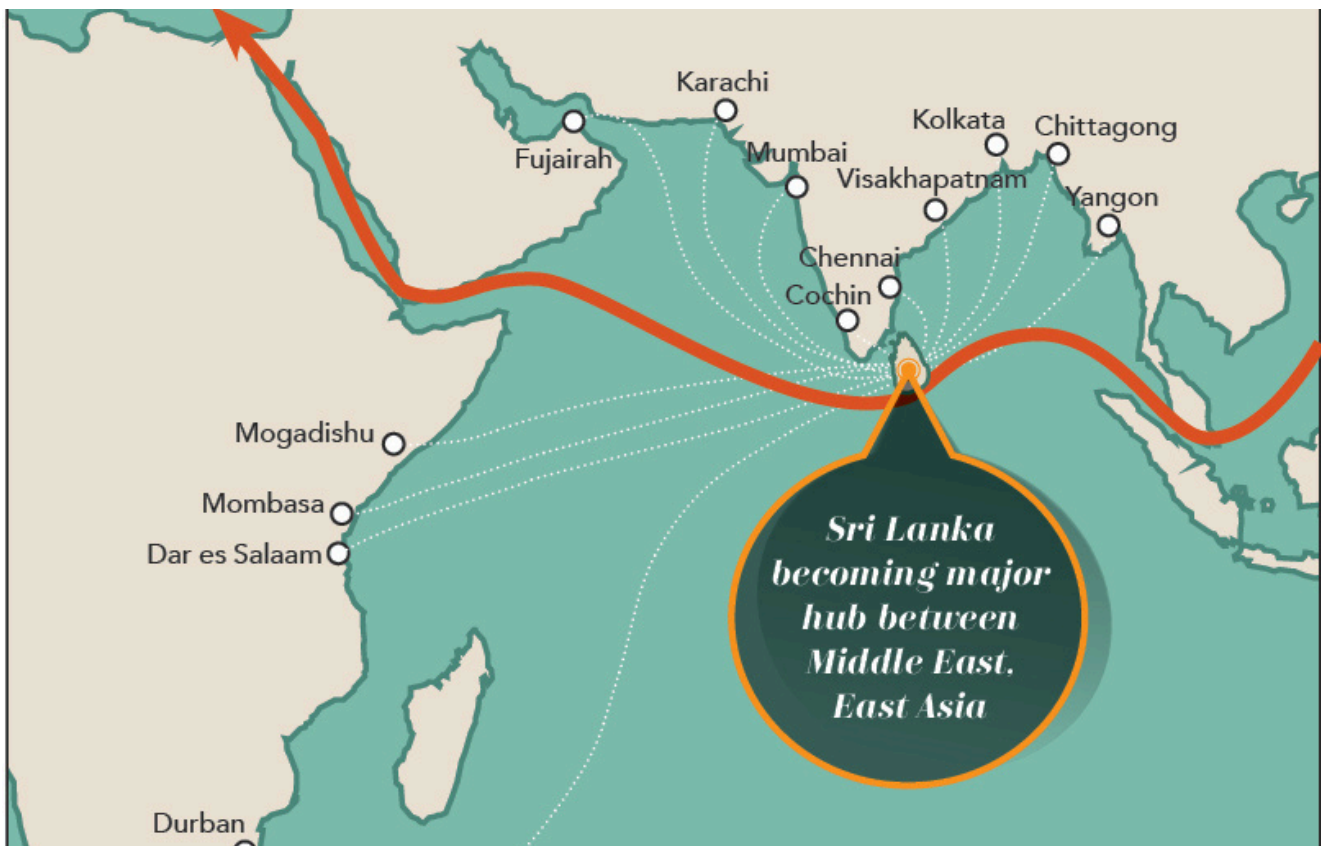 Karachi
Kolkata
Chittagong
Fujairah
Mumbai
Visakhapatnam
Yangon
Chennai
Cochin
Mogadishu
Mombasa
Dar es Salaam
Sri Lanka
becoming major
hub between
Middle East,
East Asia
Durban